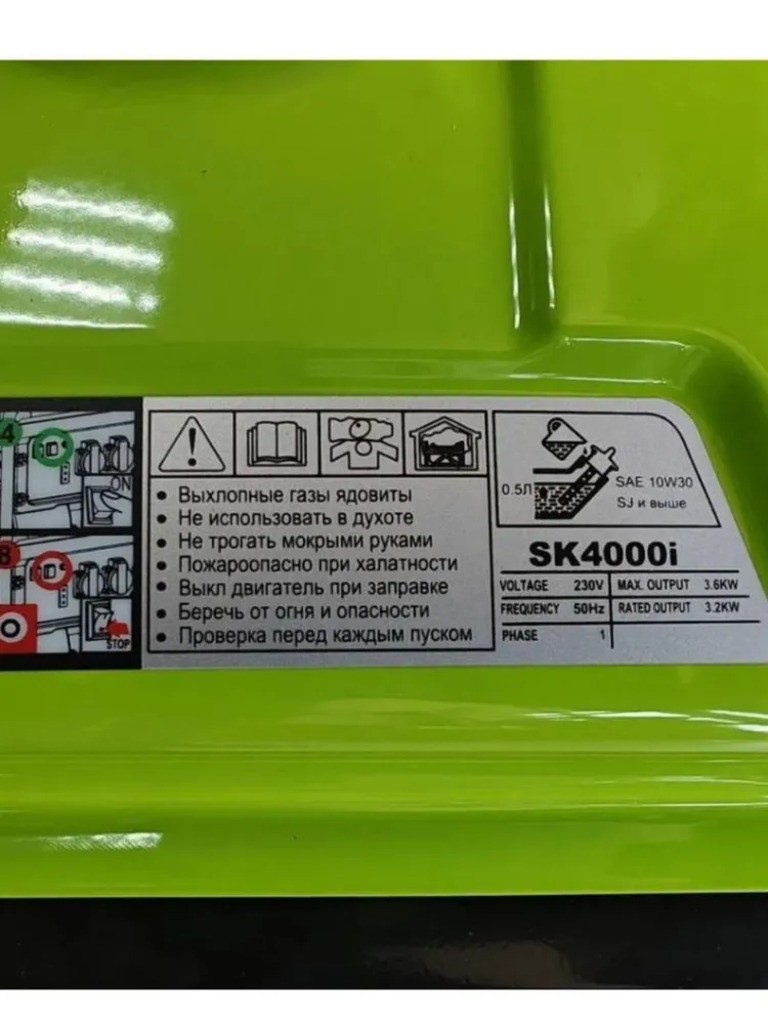 4
ON
8
STOP
• Выхлопные газы ядовиты
• Не использовать в духоте
• Не трогать мокрыми руками
• Пожароопасно при халатности
• Выкл двигатель при заправке
• Беречь от огня и опасности
• Проверка перед каждым пуском
0.5Л
SAE 10W30
SJ и выше
SK4000i
VOLTAGE 230V MAX. OUTPUT 3.6KW
FREQUENCY 50Hz RATED OUTPUT 3.2KW
PHASE 1